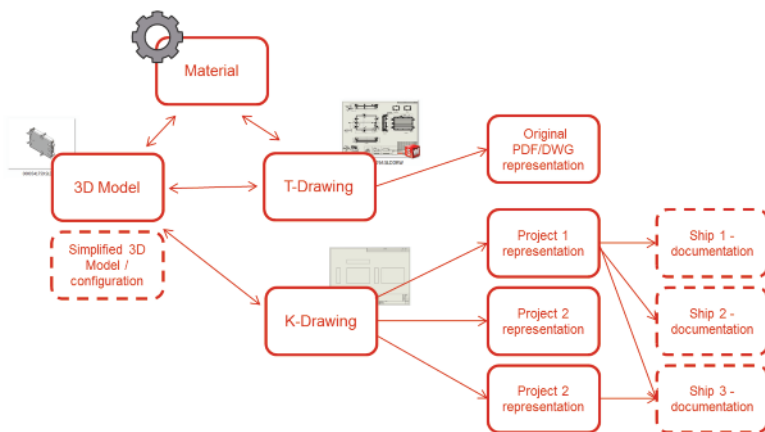 Material
3D Model
T-Drawing
Original
PDF/DWG
representation
Simplified 3D
Model /
configuration
Project 1
representation
Ship 1 -
documentation
K-Drawing
Project 2
representation
Ship 2 -
documentation
Project 2
representation
Ship 3 -
documentation